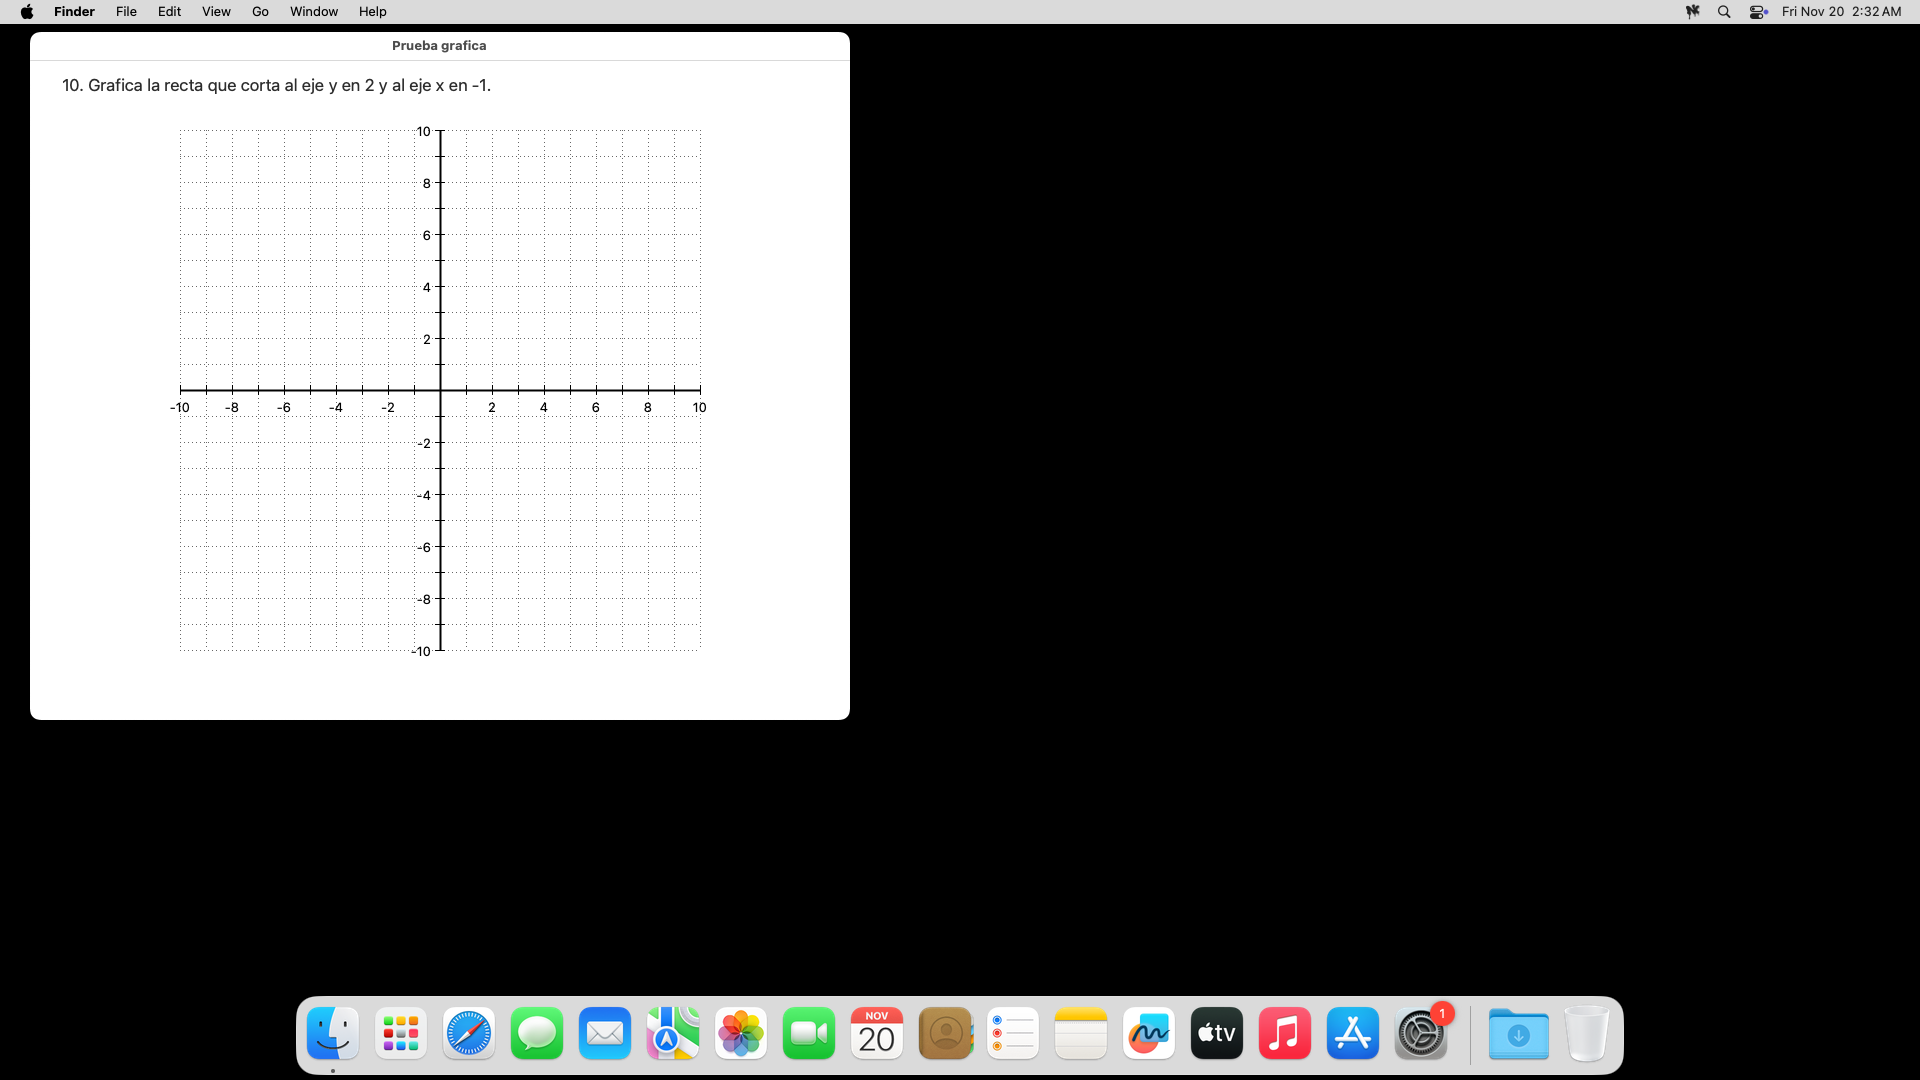 Finder File Edit View Go Window Help Fri Nov 20 2:32 AM
Prueba grafica
10. Grafica la recta que corta al eje y en 2 y al eje x en -1.
10
8
6
4
2
-10 -8 -6 -4 -2 2 4 6 8 10
-2
-4
-6
-8
-10
NOV
20
tv
1